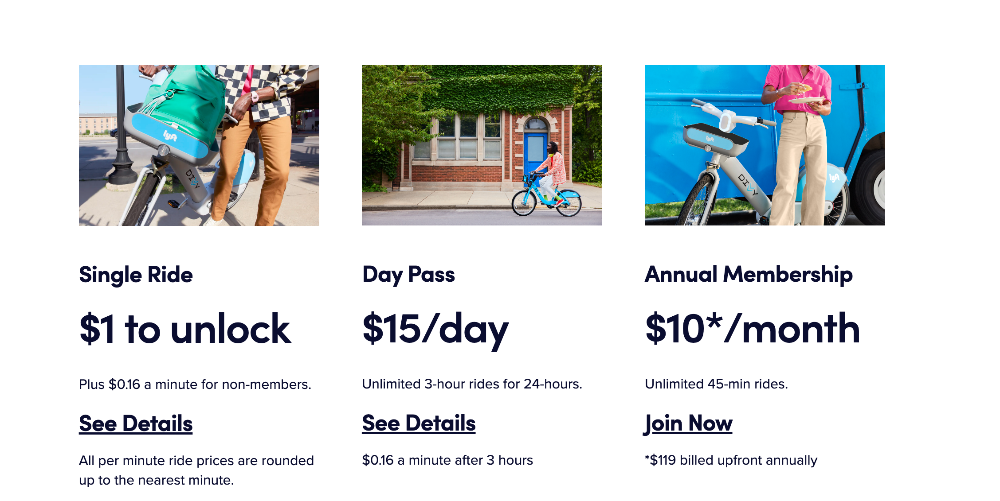 lyft
DIVVY
DIVVY
lyft
lyft
DIVVY
Single Ride
$1 to unlock
Plus $0.16 a minute for non-members.
See Details
All per minute ride prices are rounded
up to the nearest minute.
Day Pass
$15/day
Unlimited 3-hour rides for 24-hours.
See Details
$0.16 a minute after 3 hours
Annual Membership
$10*/month
Unlimited 45-min rides.
Join Now
*$119 billed upfront annually